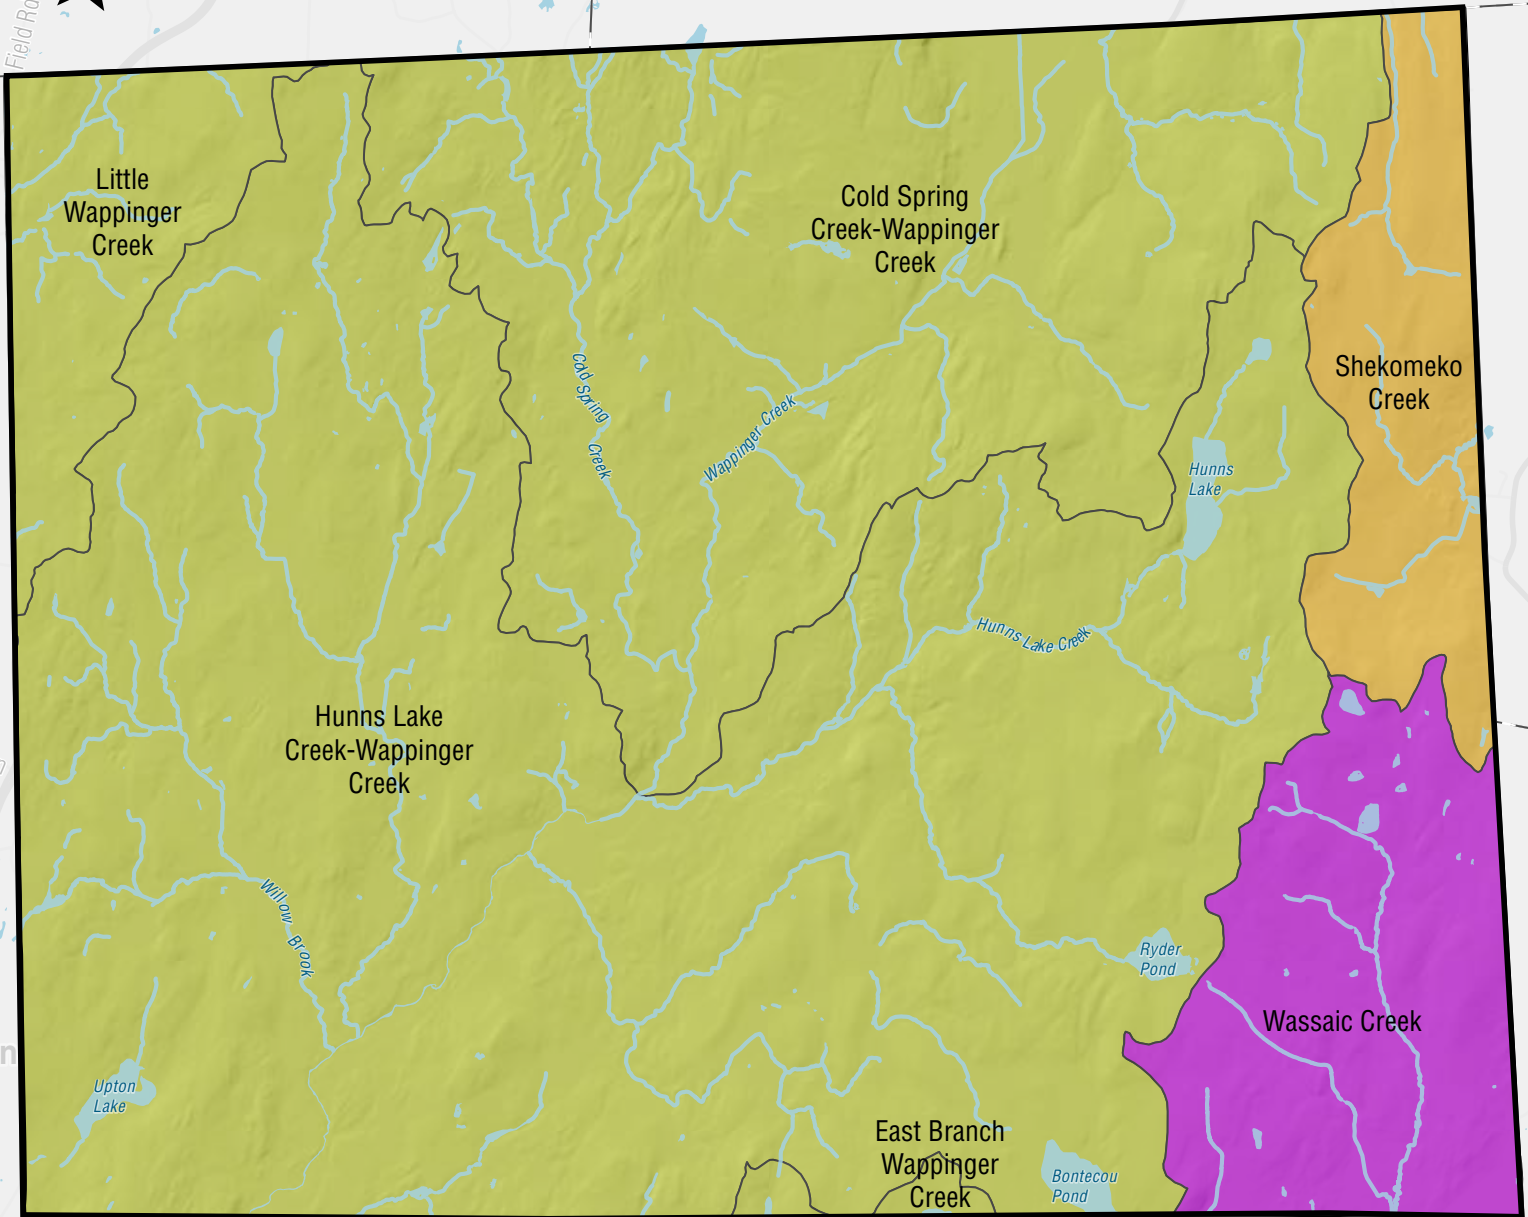 Field Ro
Little
Wappinger
Creek
Cold Spring
Creek-Wappinger
Creek
Shekomeko
Creek
Cold Spring
Creek
Wappinger Creek
Hunns
Lake
Hunns Lake Creek
Hunns Lake
Creek-Wappinger
Creek
Willow Brook
Ryder
Pond
Wassaic Creek
n
Upton
Lake
East Branch
Wappinger
Creek
Bontecou
Pond